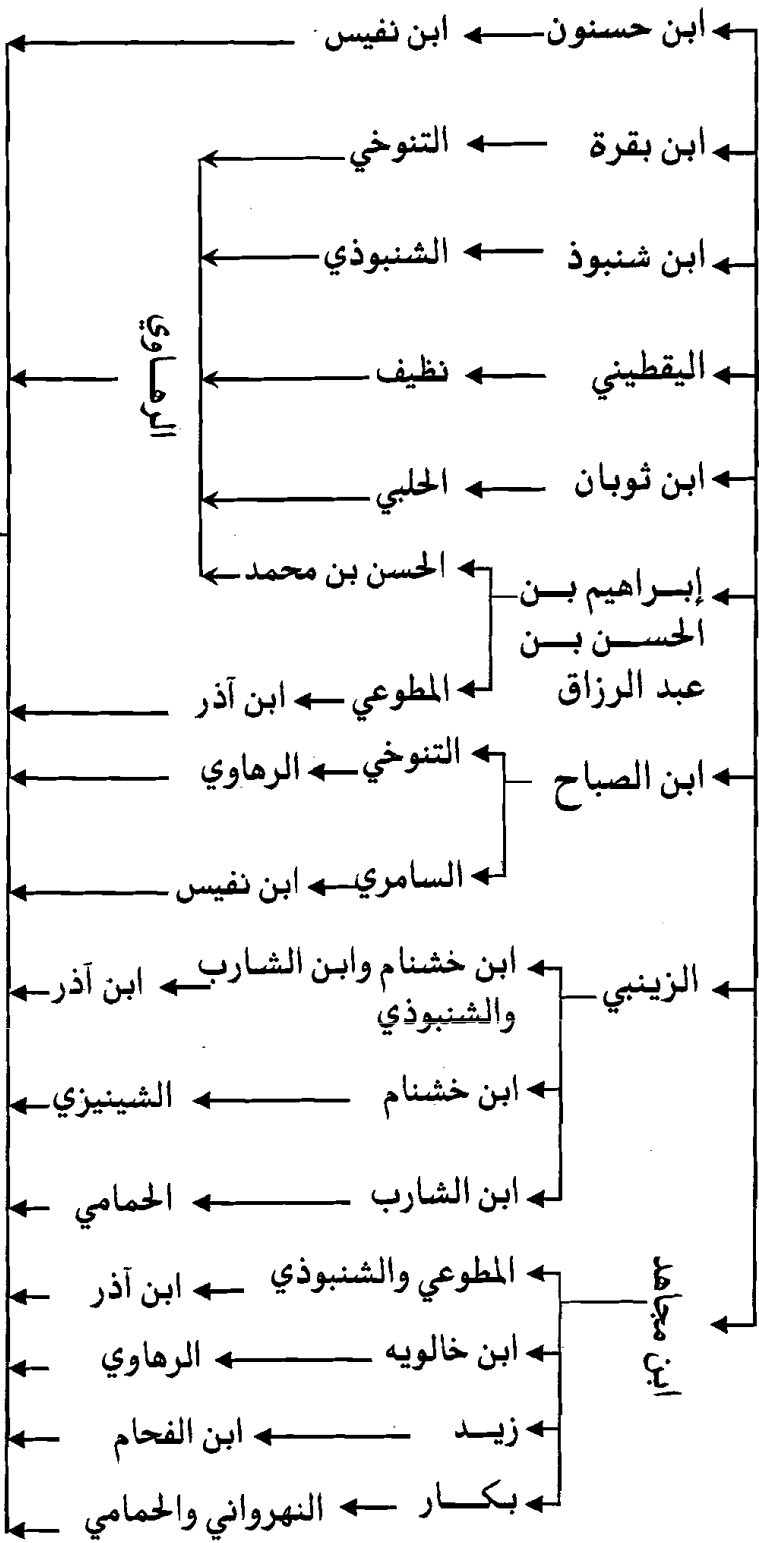 ابن حسنون ابن نفيس
ابن بقرة التنوخي
ابن شنبوذ الشنبوذي
اليقطيني نظيف
الرهاوي
ابن ثوبان الحلبي
إبراهيم بن الحسن بن محمد
الحسن بن
عبد الرزاق المطوعي ابن آذر
ابن الصباح التنوخي الرهاوي
السامري ابن نفيس
الزينبي ابن خشنام وابن الشارب ابن آذر
والشنبوذي
ابن خشنام الشينيزي
ابن الشارب الحمامي
ابن مجاهد المطوعي والشنبوذي ابن آذر
ابن خالويه الرهاوي
زيد ابن الفحام
بكار النهرواني والحمامي